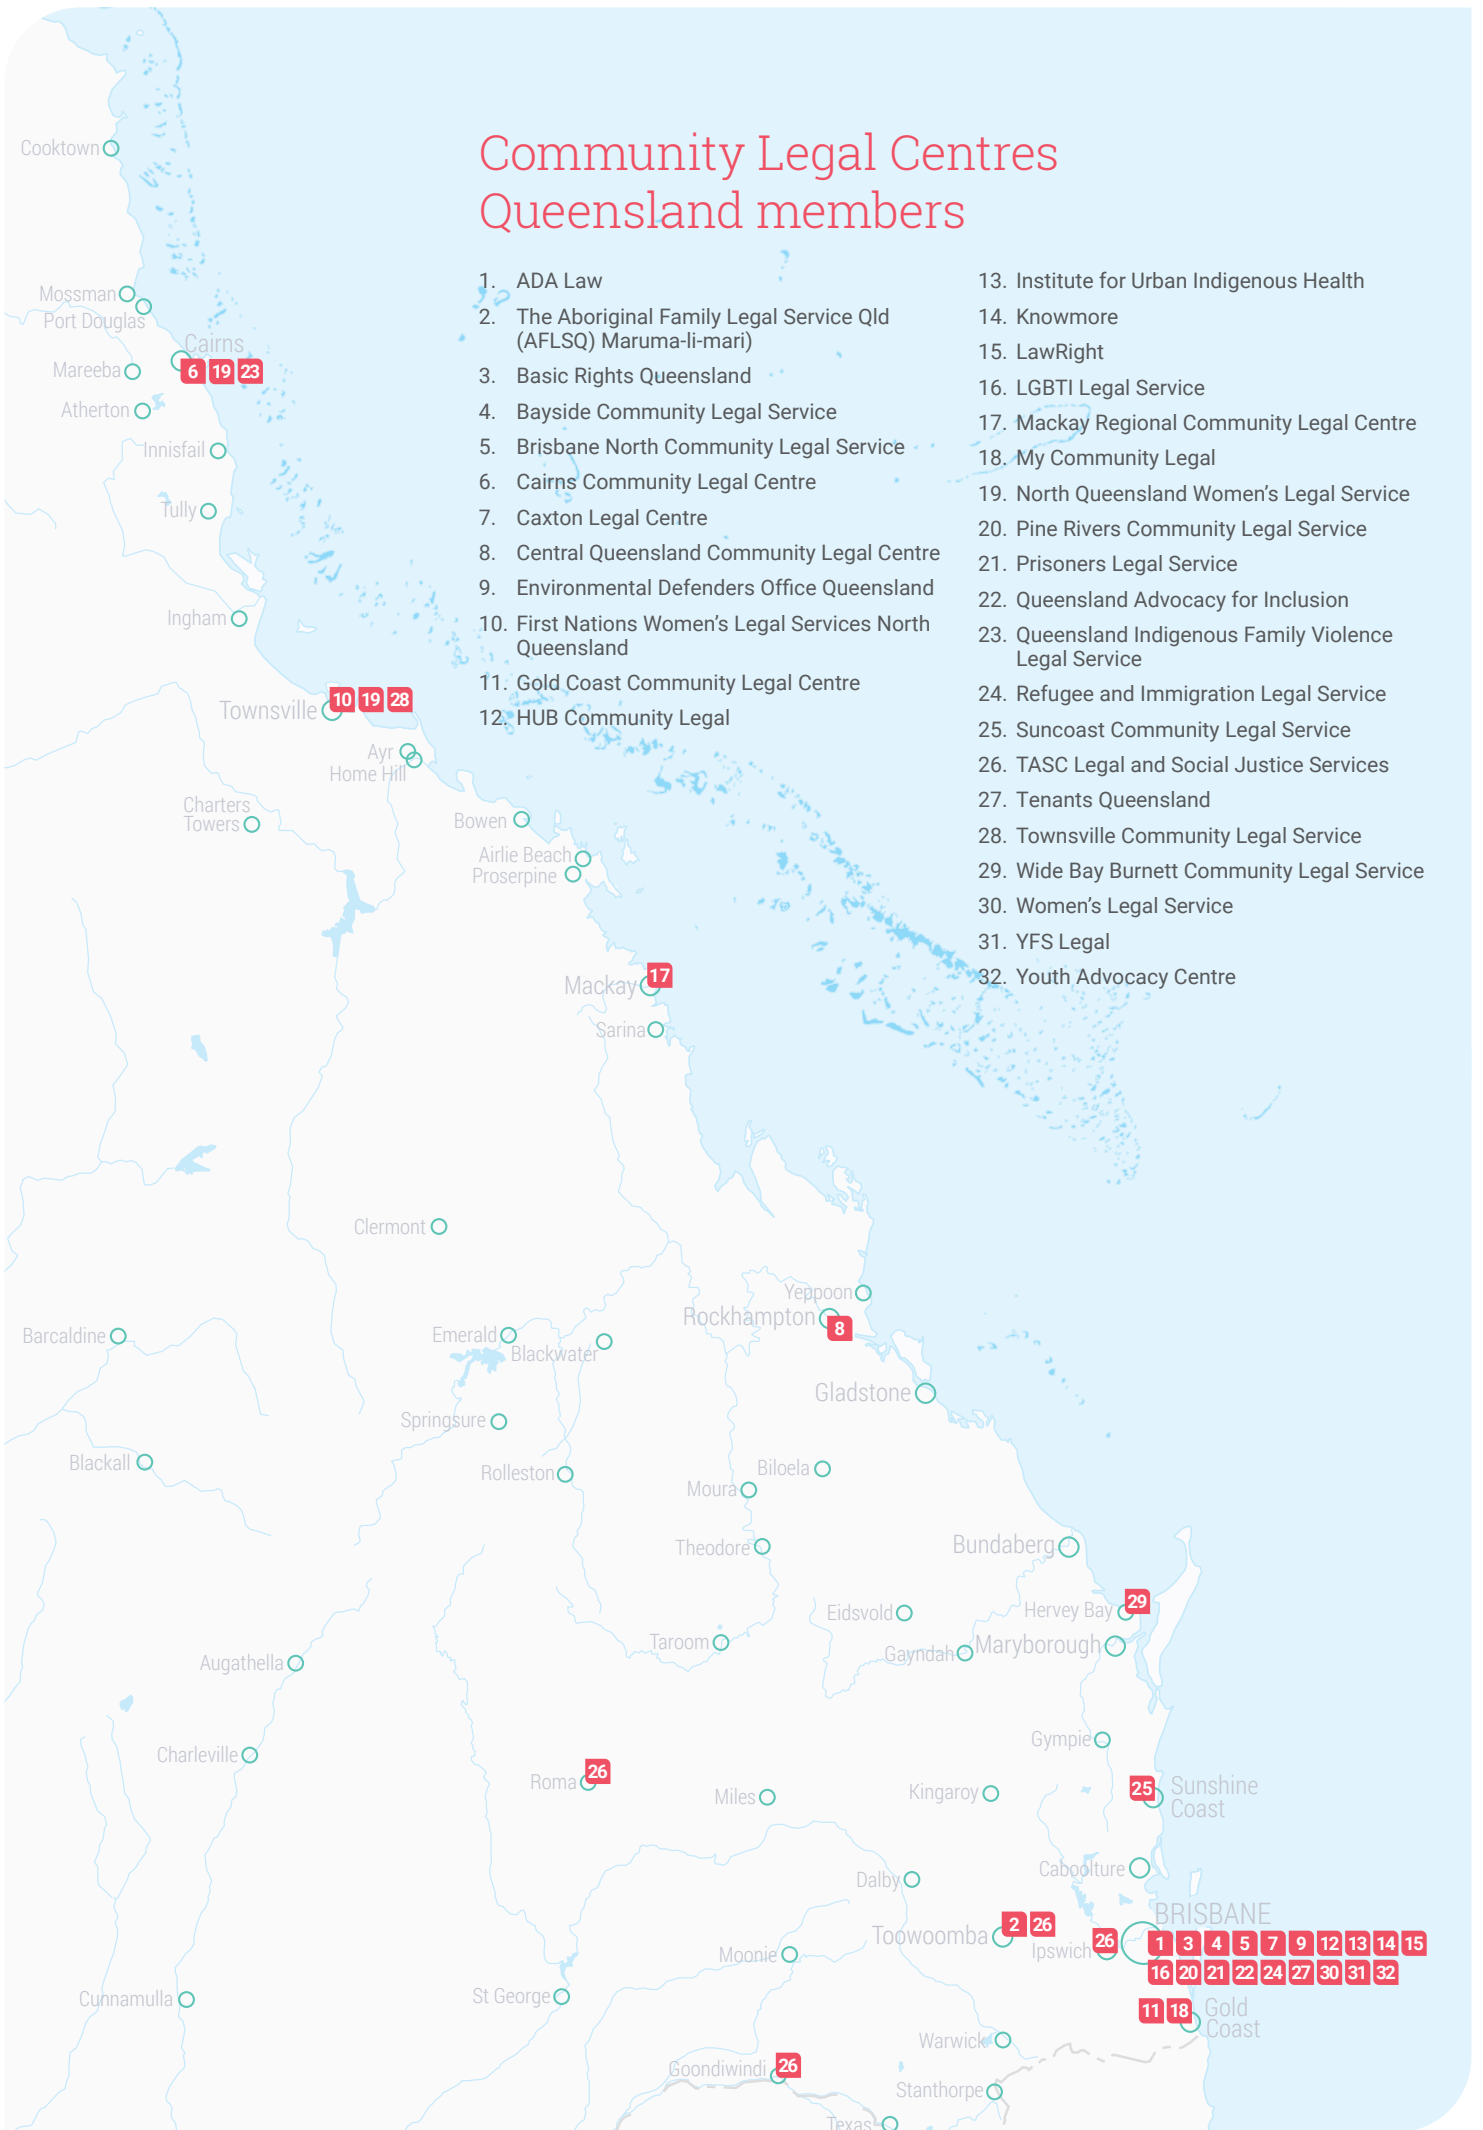 Community Legal Centres
Queensland members
1. ADA Law
2. The Aboriginal Family Legal Service Qld
(AFLSQ) Maruma-li-mari)
3. Basic Rights Queensland
4. Bayside Community Legal Service
5. Brisbane North Community Legal Service
6. Cairns Community Legal Centre
7. Caxton Legal Centre
8. Central Queensland Community Legal Centre
9. Environmental Defenders Office Queensland
10. First Nations Women's Legal Services North
Queensland
11. Gold Coast Community Legal Centre
12. HUB Community Legal
13. Institute for Urban Indigenous Health
14. Knowmore
15. LawRight
16. LGBTI Legal Service
17. Mackay Regional Community Legal Centre
18. My Community Legal
19. North Queensland Women's Legal Service
20. Pine Rivers Community Legal Service
21. Prisoners Legal Service
22. Queensland Advocacy for Inclusion
23. Queensland Indigenous Family Violence
Legal Service
24. Refugee and Immigration Legal Service
25. Suncoast Community Legal Service
26. TASC Legal and Social Justice Services
27. Tenants Queensland
28. Townsville Community Legal Service
29. Wide Bay Burnett Community Legal Service
30. Women's Legal Service
31. YFS Legal
32. Youth Advocacy Centre
Cooktown
Mossman
Port Douglas
Cairns
6 19 23
Mareeba
Atherton
Innisfail
Tully
Ingham
Townsville
10 19 28
Ayr
Home Hill
Charters
Towers
Bowen
Airlie Beach
Proserpine
Mackay
17
Sarina
Clermont
Yeppoon
Rockhampton
8
Barcaldine
Emerald
Blackwater
Gladstone
Springsure
Blackall
Rolleston
Biloela
Moura
Theodore
Bundaberg
Eidsvold
Hervey Bay
29
Taroom
Gayndah
Maryborough
Augathella
Gympie
Charleville
Roma
26
Miles
Kingaroy
25
Sunshine
Coast
Caboolture
Dalby
BRISBANE
1 3 4 5 7 9 12 13 14 15
16 20 21 22 24 27 30 31 32
Toowoomba
2 26
Ipswich
26
Moonie
Cunnamulla
St George
11 18
Gold
Coast
Warwick
Goondiwindi
26
Stanthorpe
Texas